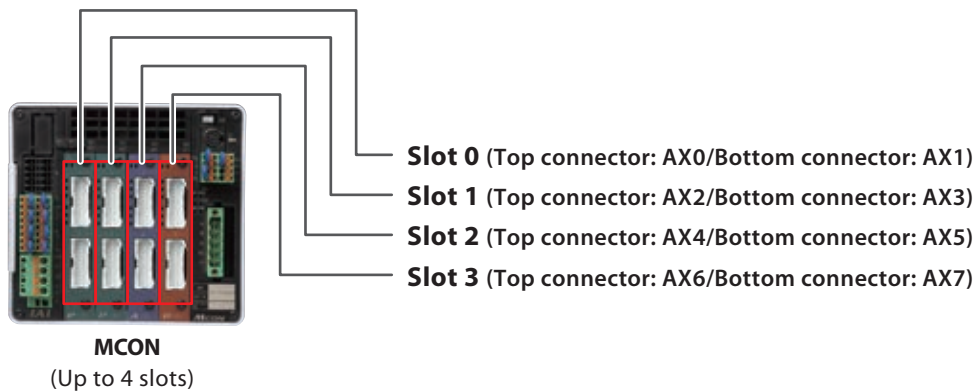 Slot 0 (Top connector: AX0/Bottom connector: AX1)
Slot 1 (Top connector: AX2/Bottom connector: AX3)
Slot 2 (Top connector: AX4/Bottom connector: AX5)
Slot 3 (Top connector: AX6/Bottom connector: AX7)
MCON
(Up to 4 slots)